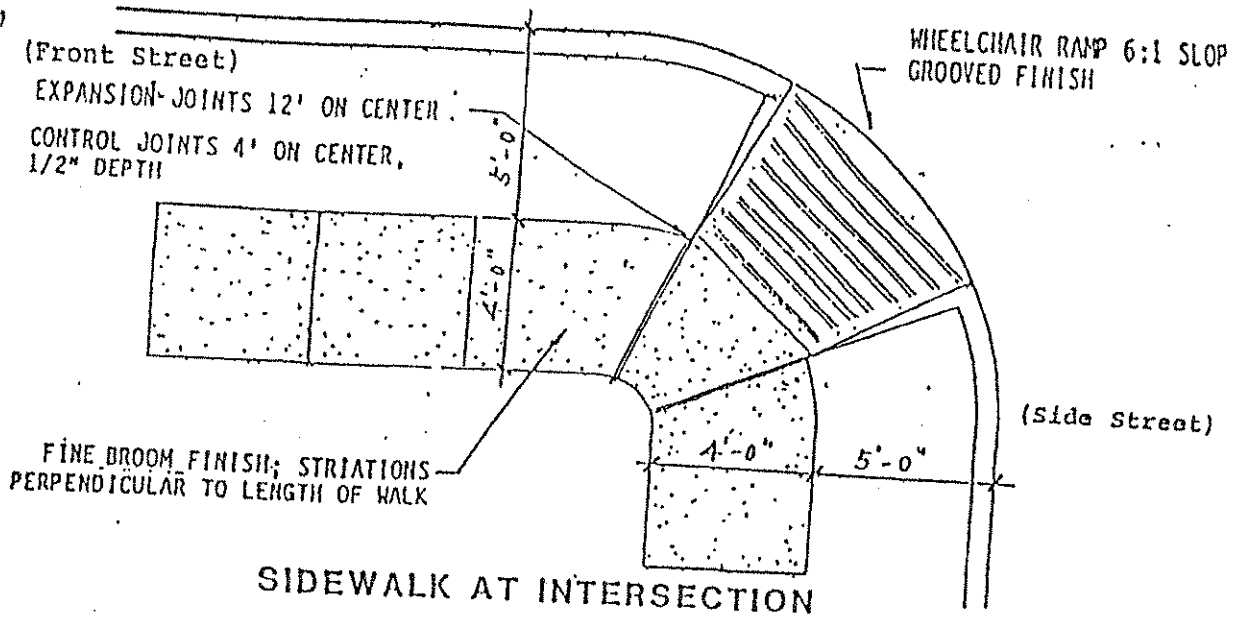 (Front Street)
EXPANSION-JOINTS 12' ON CENTER.
CONTROL JOINTS 4' ON CENTER,
1/2" DEPTH
WHEELCHAIR RAMP 6:1 SLOP
GROOVED FINISH
5'-0"
4'-0"
FINE BROOM FINISH; STRIATIONS
PERPENDICULAR TO LENGTH OF WALK
(Side Street)
4'-0"
5'-0"
SIDEWALK AT INTERSECTION